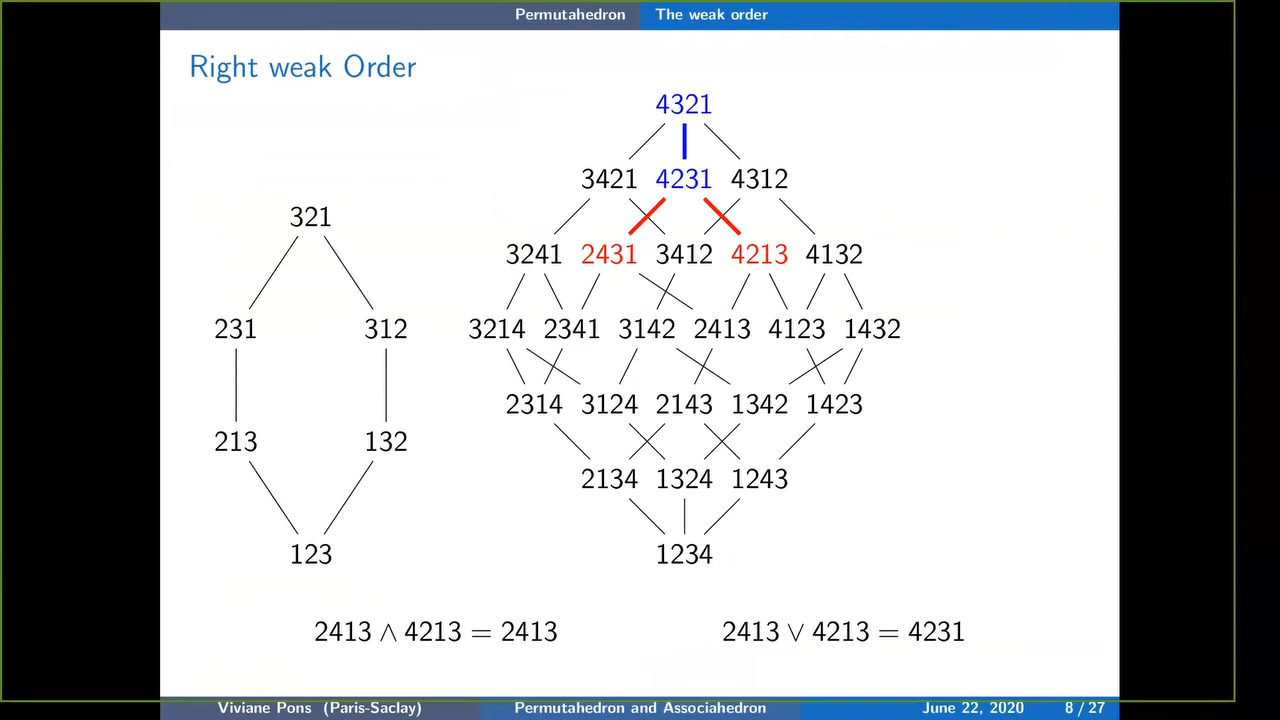 Permutahedron The weak order
Right weak Order
4321
3421 4231 4312
321
3241 2431 3412 4213 4132
231 312
3214 2341 3142 2413 4123 1432
2314 3124 2143 1342 1423
213 132
2134 1324 1243
123
1234
2413 ∧ 4213 = 2413 2413 ∨ 4213 = 4231
Viviane Pons (Paris-Saclay) Permutahedron and Associahedron June 22, 2020 8 / 27